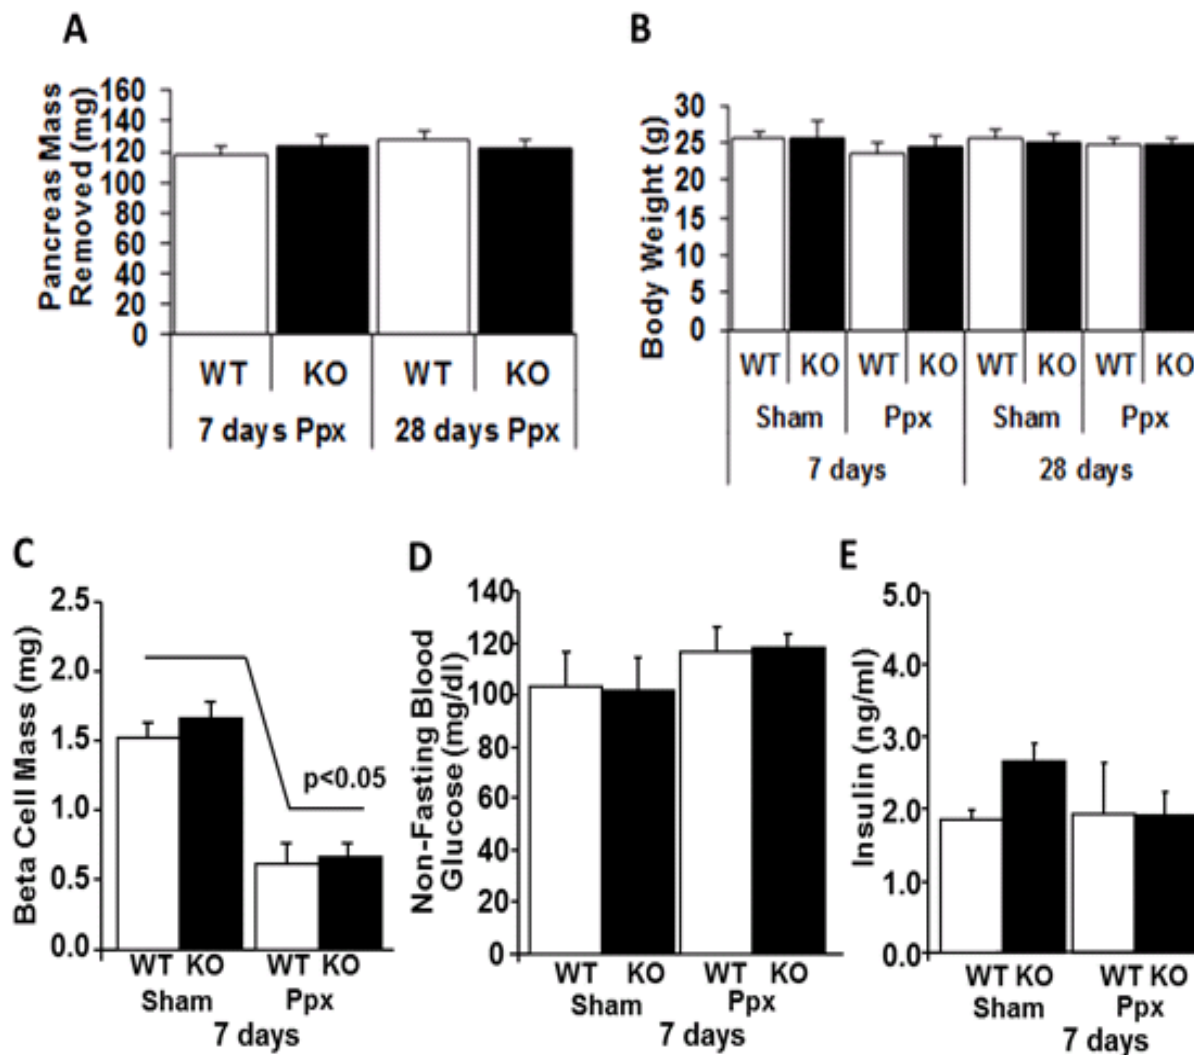 A
Pancreas Mass
Removed (mg)
160
140
120
100
80
60
40
20
0
WT KO WT KO
7 days Ppx 28 days Ppx
B
Body Weight (g)
30
25
20
15
10
5
0
WT KO WT KO WT KO WT KO
Sham Ppx Sham Ppx
7 days 28 days
C
Beta Cell Mass (mg)
2.5
2.0
1.5
1.0
0.5
0.0
p<0.05
WT KO WT KO
Sham Ppx
7 days
D
Non-Fasting Blood
Glucose (mg/dl)
140
120
100
80
60
40
20
0
WT KO WT KO
Sham Ppx
7 days
E
Insulin (ng/ml)
5.0
4.0
3.0
2.0
1.0
0.0
WT KO WT KO
Sham Ppx
7 days